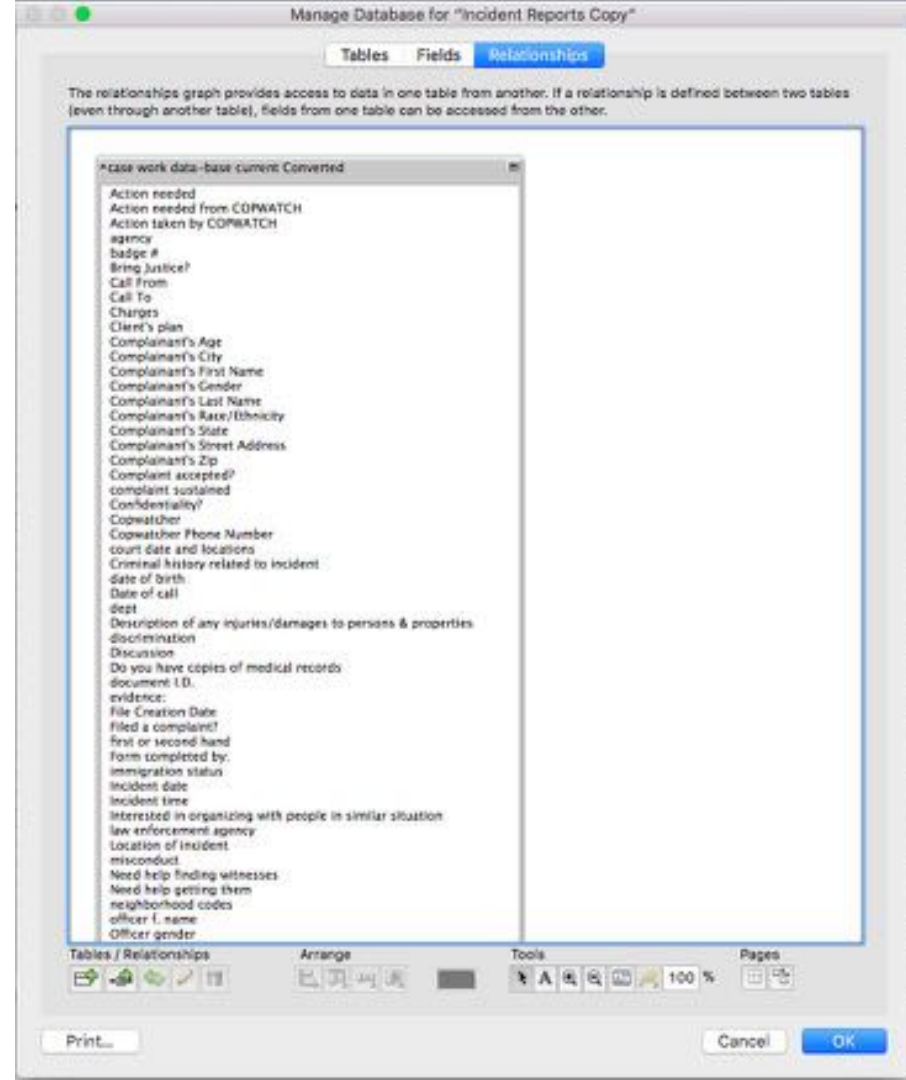 Manage Database for "Incident Reports Copy"
Tables Fields Relationships
The relationships graph provides access to data in one table from another. If a relationship is defined between two tables
(even through another table), fields from one table can be accessed from the other.
^case work data-base current Converted
Action needed
Action needed from COPWATCH
Action taken by COPWATCH
agency
badge #
Bring Justice?
Call From
Call To
Charges
Client's plan
Complainant's Age
Complainant's City
Complainant's First Name
Complainant's Gender
Complainant's Last Name
Complainant's Race/Ethnicity
Complainant's State
Complainant's Street Address
Complainant's Zip
Complaint accepted?
complaint sustained
Confidentiality?
Copwatcher
Copwatcher Phone Number
court date and locations
Criminal history related to incident
date of birth
Date of call
dept
Description of any injuries/damages to persons & properties
discrimination
Discussion
Do you have copies of medical records
document I.D.
evidence:
File Creation Date
Filed a complaint?
first or second hand
Form completed by:
immigration status
Incident date
Incident time
Interested in organizing with people in similar situation
law enforcement agency
Location of incident
misconduct
Need help finding witnesses
Need help getting them
neighborhood codes
officer f. name
Officer gender
Tables / Relationships Arrange Tools Pages
A 100 %
Print... Cancel OK